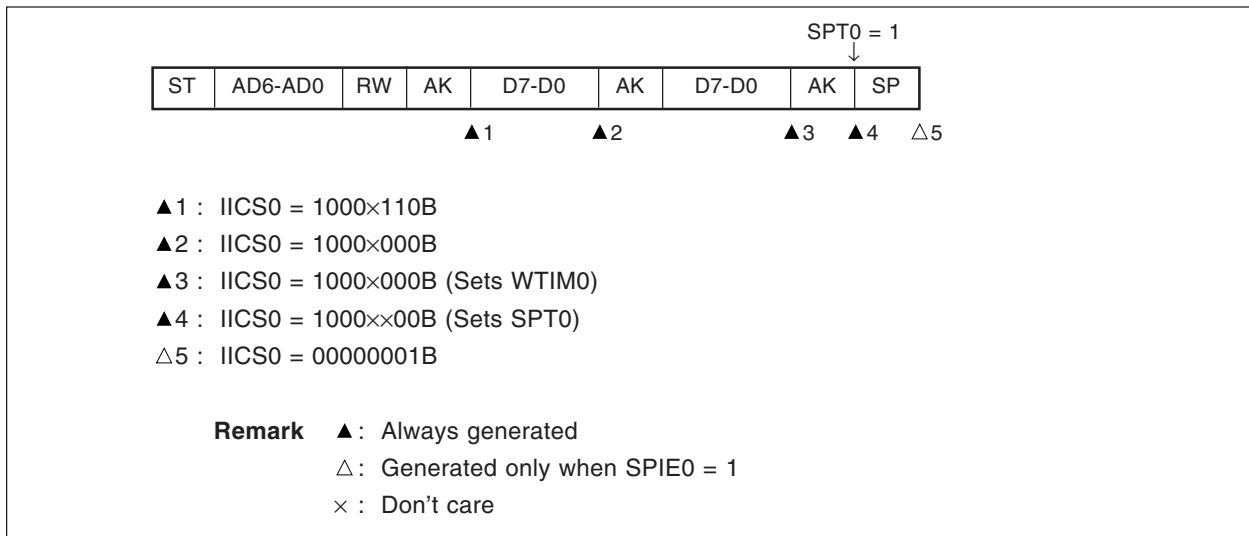 SPT0 = 1
↓
ST AD6-AD0 RW AK D7-D0 AK D7-D0 AK SP
▲1 ▲2 ▲3 ▲4 △5
▲1 : IICS0 = 1000×110B
▲2 : IICS0 = 1000×000B
▲3 : IICS0 = 1000×000B (Sets WTIM0)
▲4 : IICS0 = 1000××00B (Sets SPT0)
△5 : IICS0 = 00000001B
Remark ▲ : Always generated
△ : Generated only when SPIE0 = 1
× : Don't care